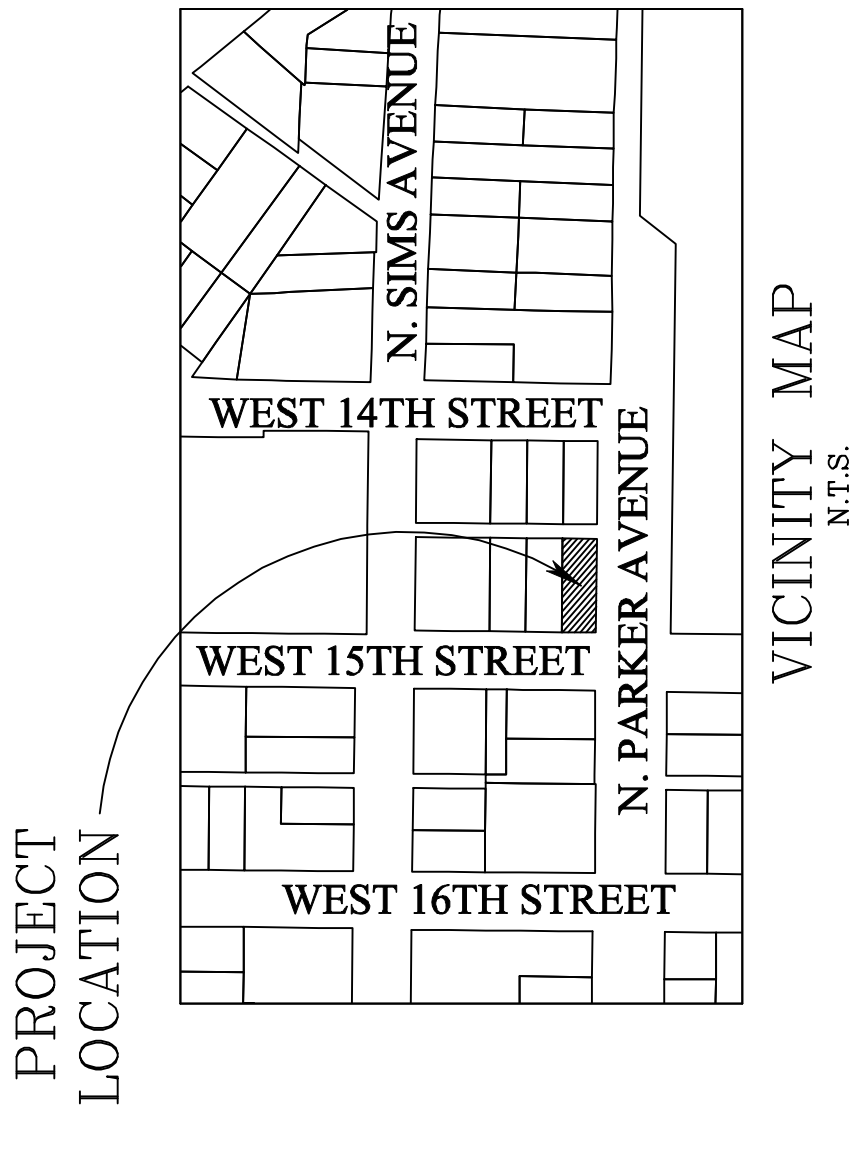 N. SIMS AVENUE
WEST 14TH STREET
N. PARKER AVENUE
WEST 15TH STREET
WEST 16TH STREET
PROJECT
LOCATION
VICINITY MAP
N.T.S.